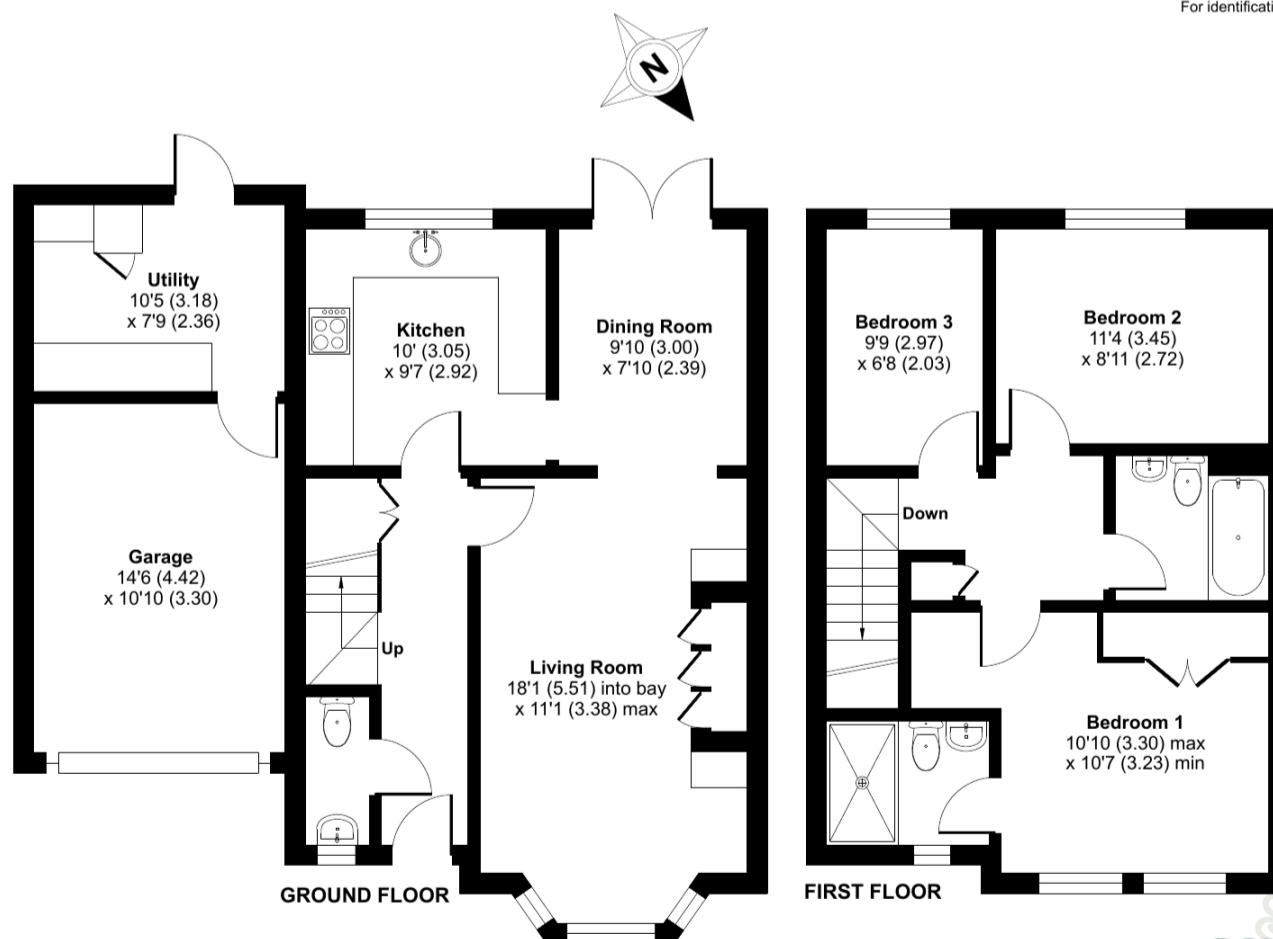 For identificati
N
Utility
10'5 (3.18)
x 7'9 (2.36)
Kitchen
10' (3.05)
x 9'7 (2.92)
Dining Room
9'10 (3.00)
x 7'10 (2.39)
Bedroom 3
9'9 (2.97)
x 6'8 (2.03)
Bedroom 2
11'4 (3.45)
x 8'11 (2.72)
Garage
14'6 (4.42)
x 10'10 (3.30)
Up
Living Room
18'1 (5.51) into bay
x 11'1 (3.38) max
Down
Bedroom 1
10'10 (3.30) max
x 10'7 (3.23) min
GROUND FLOOR
FIRST FLOOR